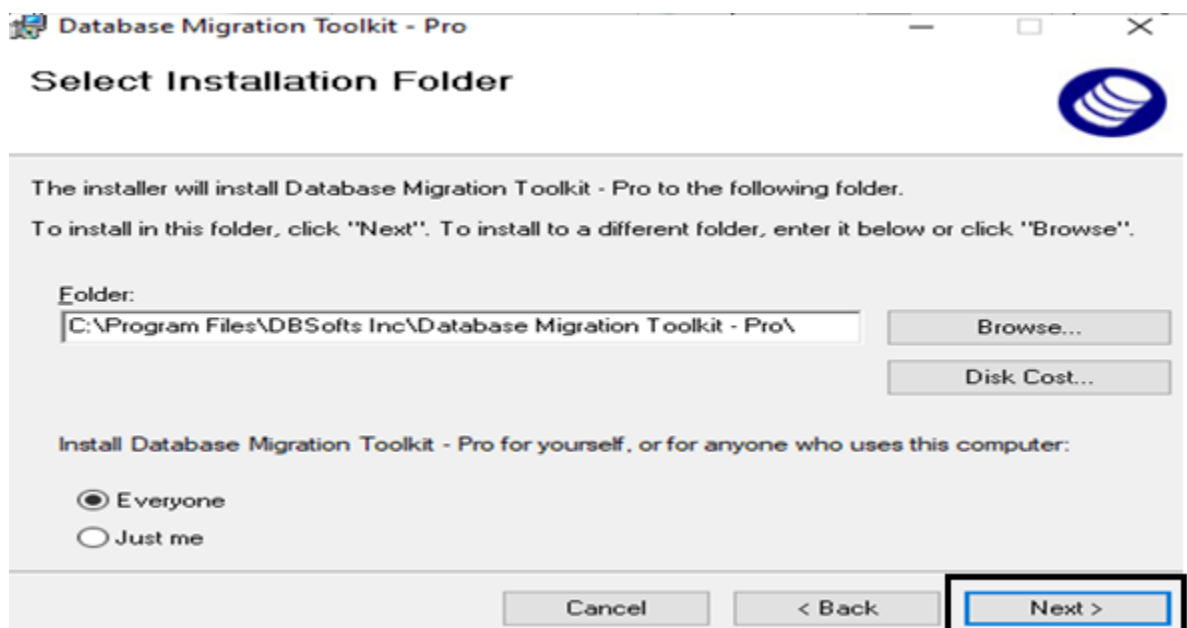 Database Migration Toolkit - Pro
Select Installation Folder
The installer will install Database Migration Toolkit - Pro to the following folder.
To install in this folder, click "Next". To install to a different folder, enter it below or click "Browse".
Folder:
C:\Program Files\DBSofts Inc\Database Migration Toolkit - Pro\
Browse...
Disk Cost...
Install Database Migration Toolkit - Pro for yourself, or for anyone who uses this computer:
Everyone
Just me
Cancel
< Back
Next >